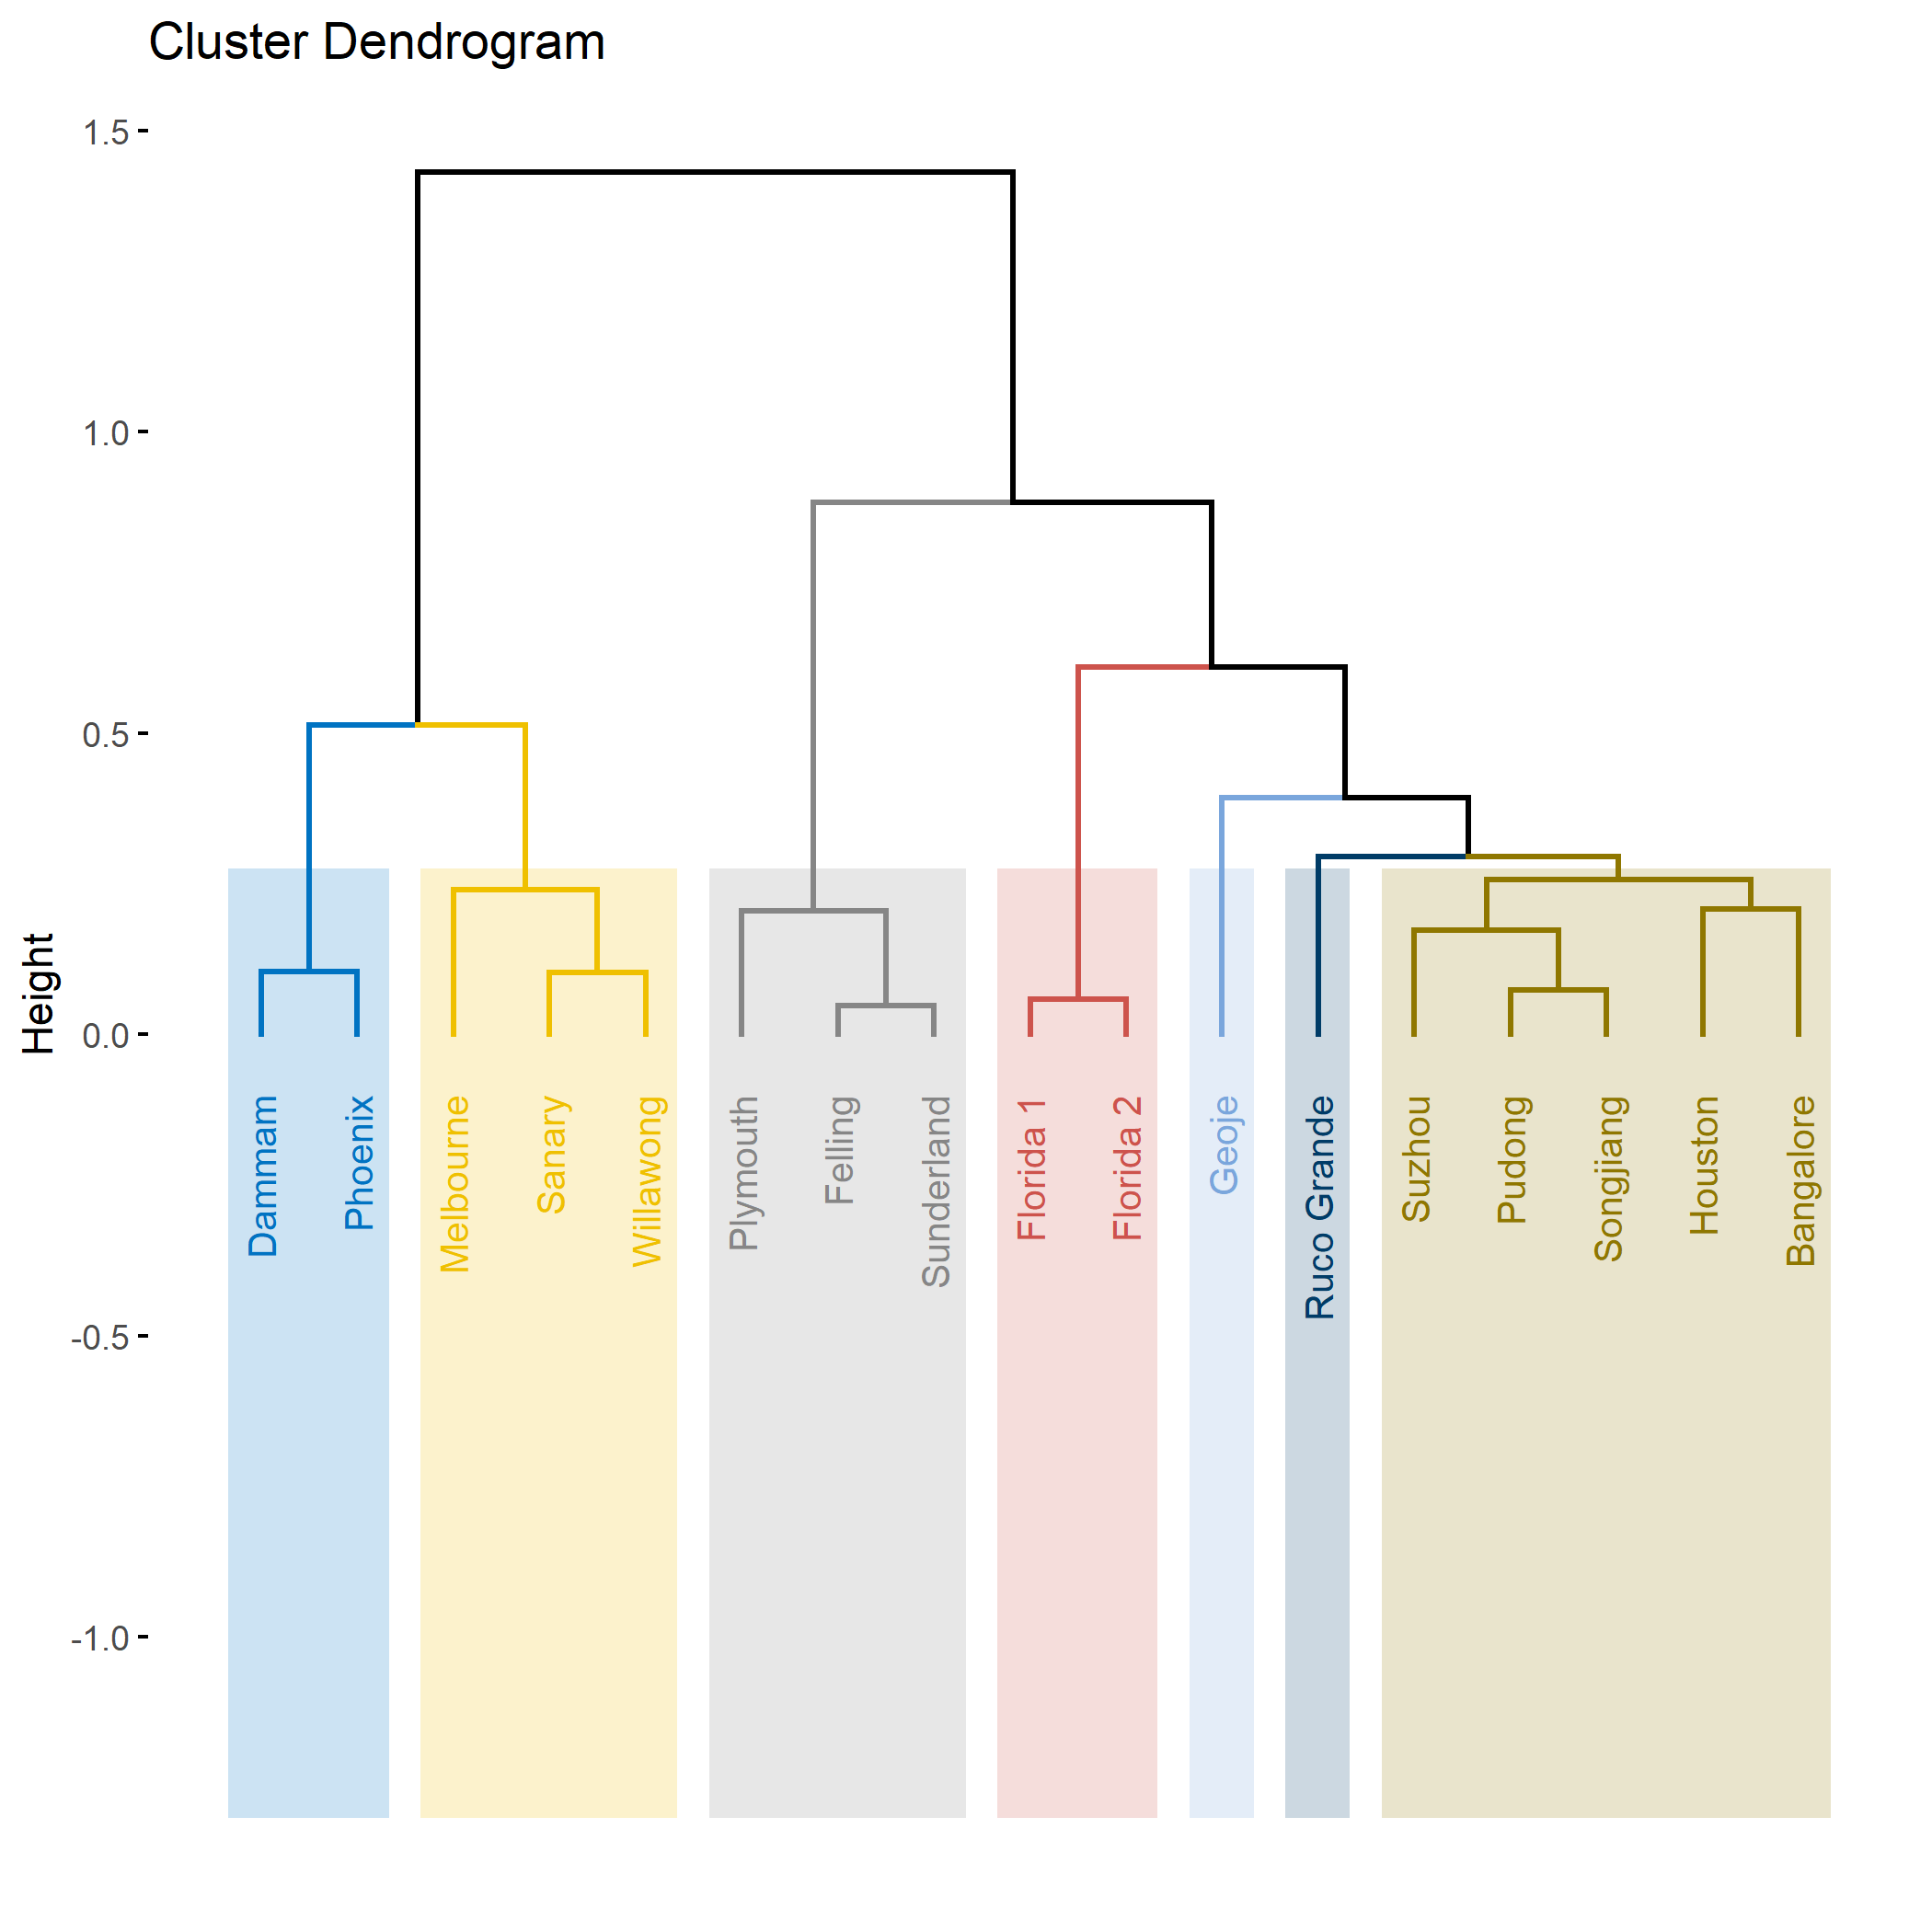 Cluster Dendrogram
1.5
1.0
0.5
0.0
-0.5
-1.0
Height
Dammam
Phoenix
Melbourne
Sanary
Willawong
Plymouth
Felling
Sunderland
Florida 1
Florida 2
Geoje
Ruco Grande
Suzhou
Pudong
Songjiang
Houston
Bangalore